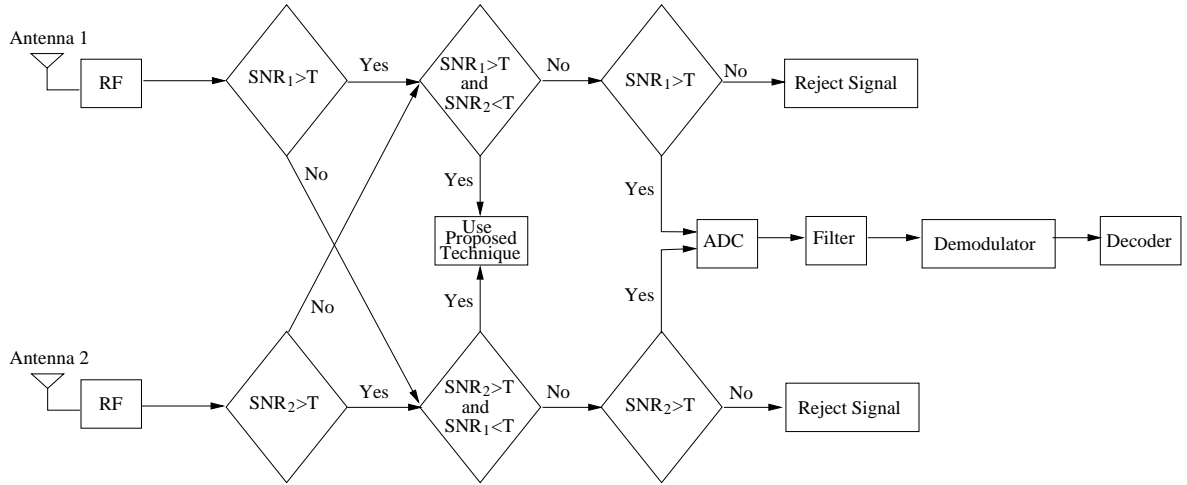 Antenna 1
RF
SNR₁>T
Yes
No
SNR₁>T
and
SNR₂<T
No
Yes
SNR₁>T
No
Yes
Reject Signal
Use
Proposed
Technique
ADC
Filter
Demodulator
Decoder
Antenna 2
RF
SNR₂>T
No
Yes
SNR₂>T
and
SNR₁<T
Yes
No
SNR₂>T
Yes
No
Reject Signal